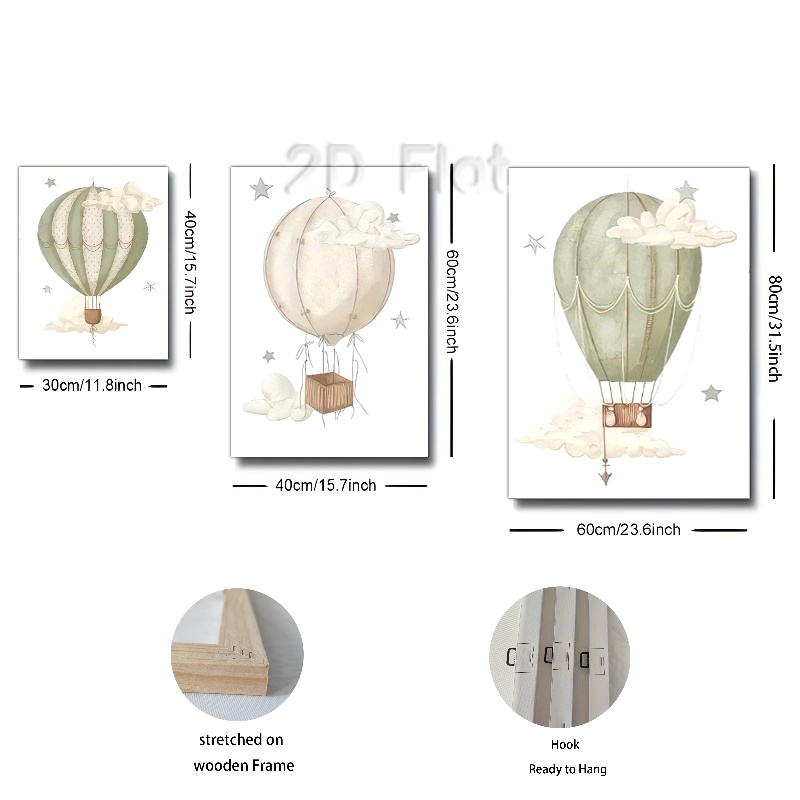 2D Flat
40cm/15.7inch
30cm/11.8inch
60cm/23.6inch
40cm/15.7inch
80cm/31.5inch
60cm/23.6inch
stretched on
wooden Frame
Hook
Ready to Hang